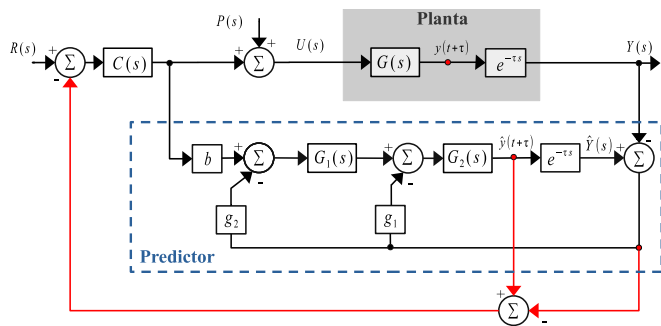 Planta
P(s)
R(s) + - Σ C(s) + + Σ U(s) G(s) y(t+τ) e^{-τs} Y(s)
b + - Σ G₁(s) + - Σ G₂(s) ŷ(t+τ) e^{-τs} Ŷ(s) + - Σ
g₂ g₁
Predictor
+ - Σ